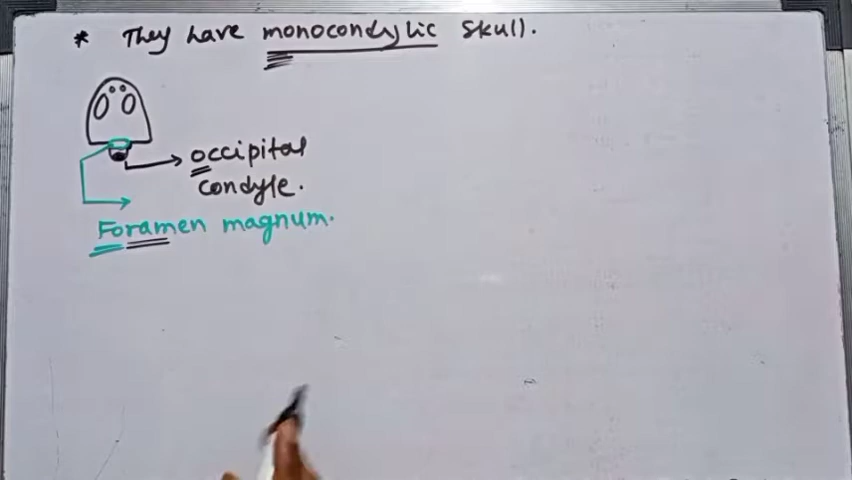 * They have monocondylic skull.
occipital
condyle.
Foramen magnum.